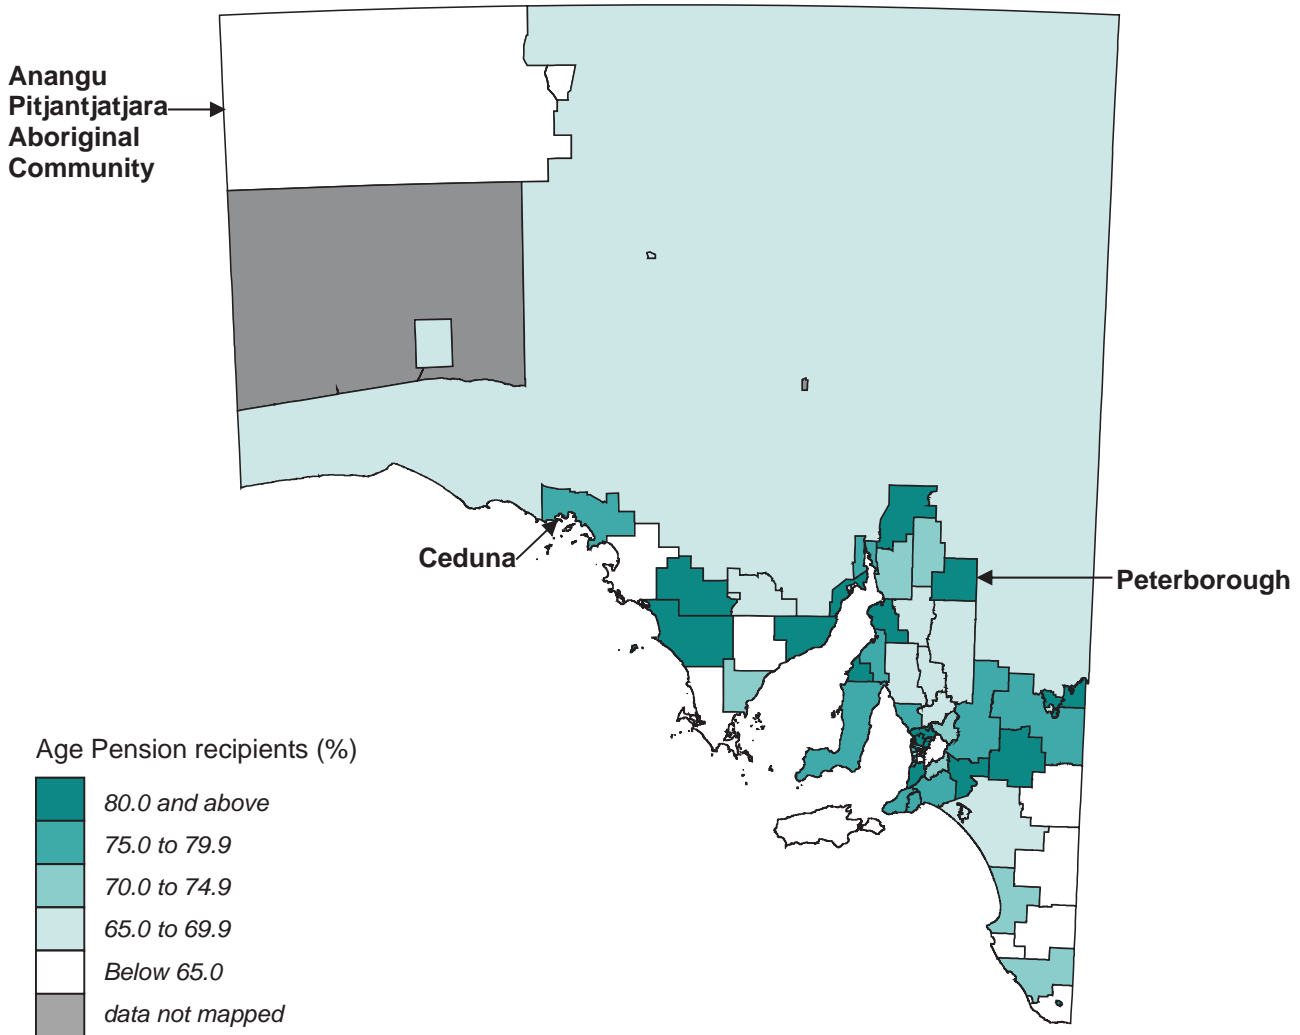 Anangu
Pitjantjatjara
Aboriginal
Community
Ceduna
Peterborough
Age Pension recipients (%)
80.0 and above
75.0 to 79.9
70.0 to 74.9
65.0 to 69.9
Below 65.0
data not mapped